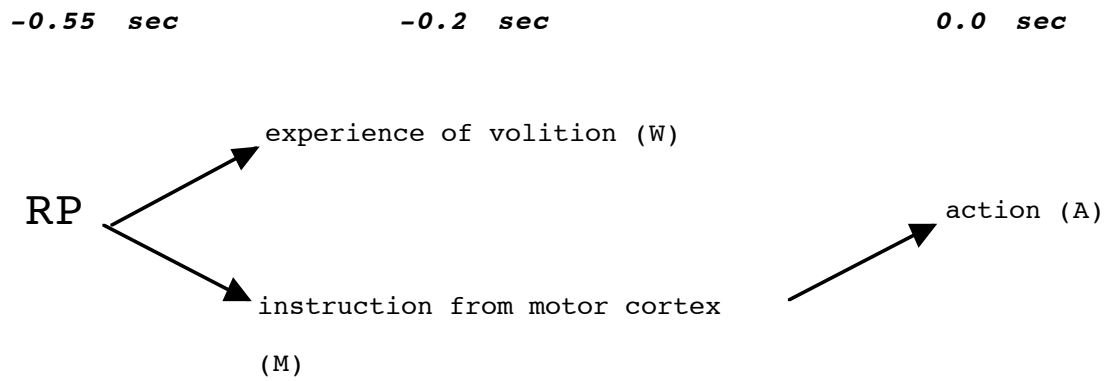 -0.55 sec -0.2 sec 0.0 sec
experience of volition (W)
RP action (A)
instruction from motor cortex
(M)